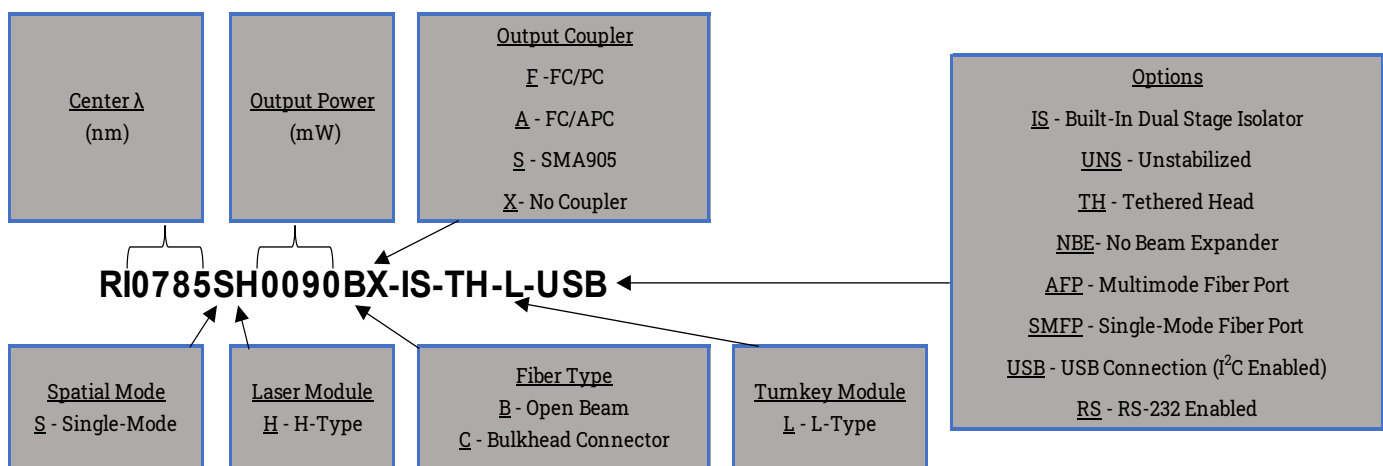 Center λ
(nm)
Output Power
(mW)
Output Coupler
F -FC/PC
A - FC/APC
S - SMA905
X- No Coupler
Options
IS - Built-In Dual Stage Isolator
UNS - Unstabilized
TH - Tethered Head
NBE- No Beam Expander
AFP - Multimode Fiber Port
SMFP - Single-Mode Fiber Port
USB - USB Connection (I²C Enabled)
RS - RS-232 Enabled
RI0785SH0090BX-IS-TH-L-USB
Spatial Mode
S - Single-Mode
Laser Module
H - H-Type
Fiber Type
B - Open Beam
C - Bulkhead Connector
Turnkey Module
L - L-Type